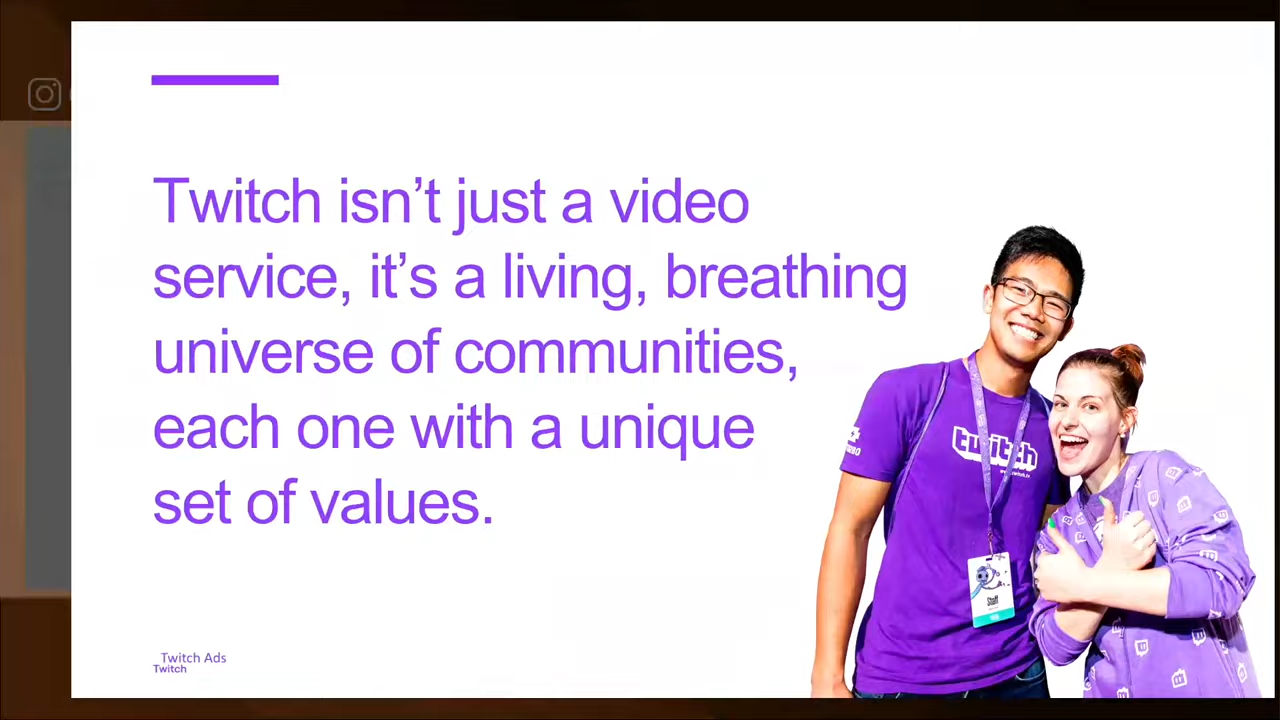 Twitch isn’t just a video
service, it’s a living, breathing
universe of communities,
each one with a unique
set of values.
twitch
Staff
Twitch Ads
Twitch